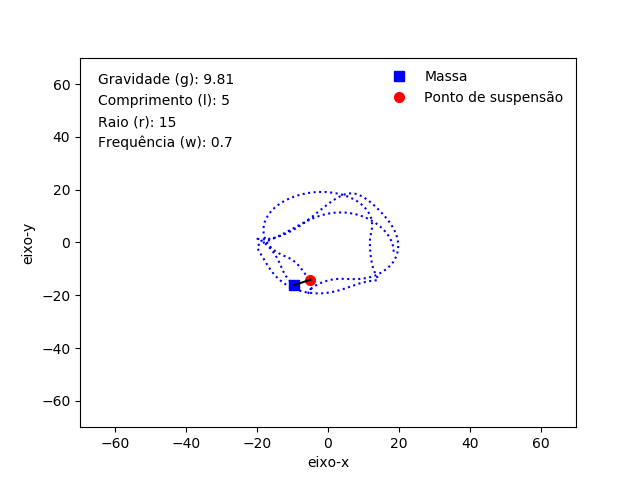 Gravidade (g): 9.81
Comprimento (l): 5
Raio (r): 15
Frequência (w): 0.7
Massa
Ponto de suspensão
60
40
20
0
−20
−40
−60
eixo-y
−60 −40 −20 0 20 40 60
eixo-x